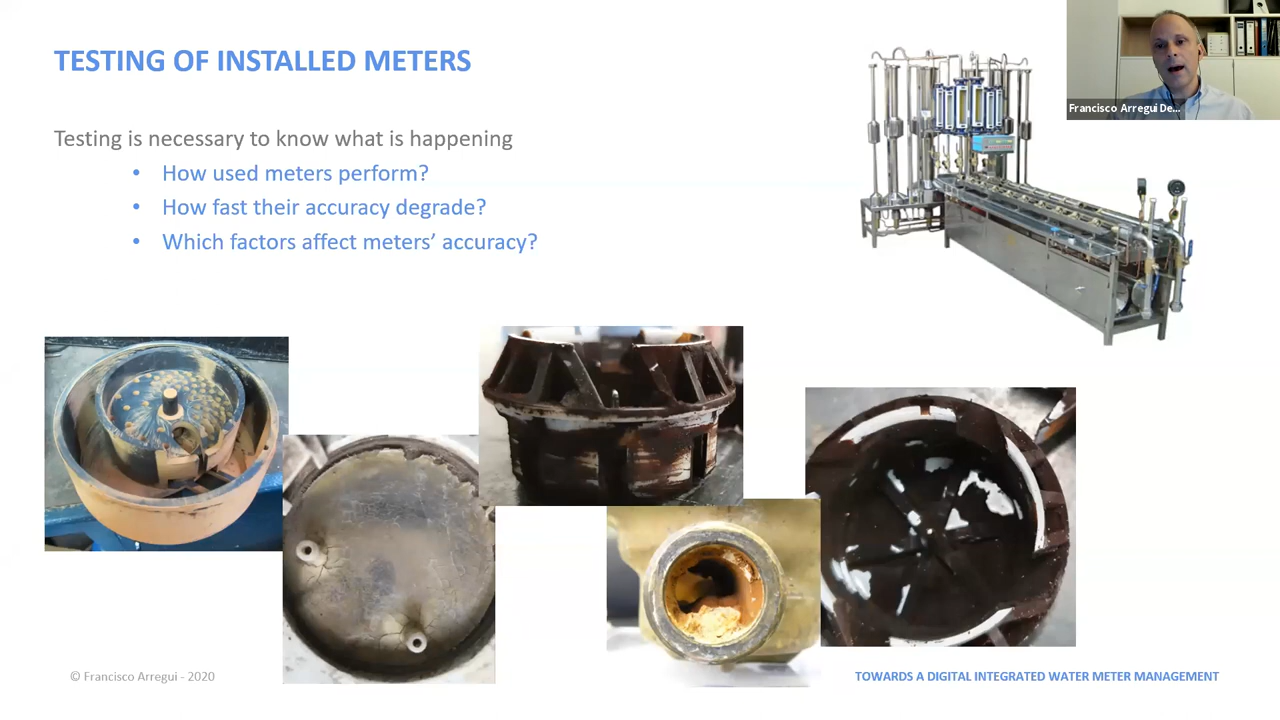 TESTING OF INSTALLED METERS
Francisco Arregui De...
Testing is necessary to know what is happening
• How used meters perform?
• How fast their accuracy degrade?
• Which factors affect meters’ accuracy?
© Francisco Arregui - 2020
TOWARDS A DIGITAL INTEGRATED WATER METER MANAGEMENT